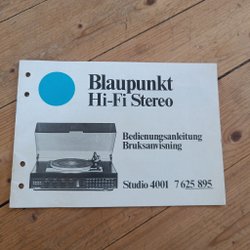 Blaupunkt
Hi-Fi Stereo
Bedienungsanleitung
Bruksanvisning
Studio 4001 7 625 895